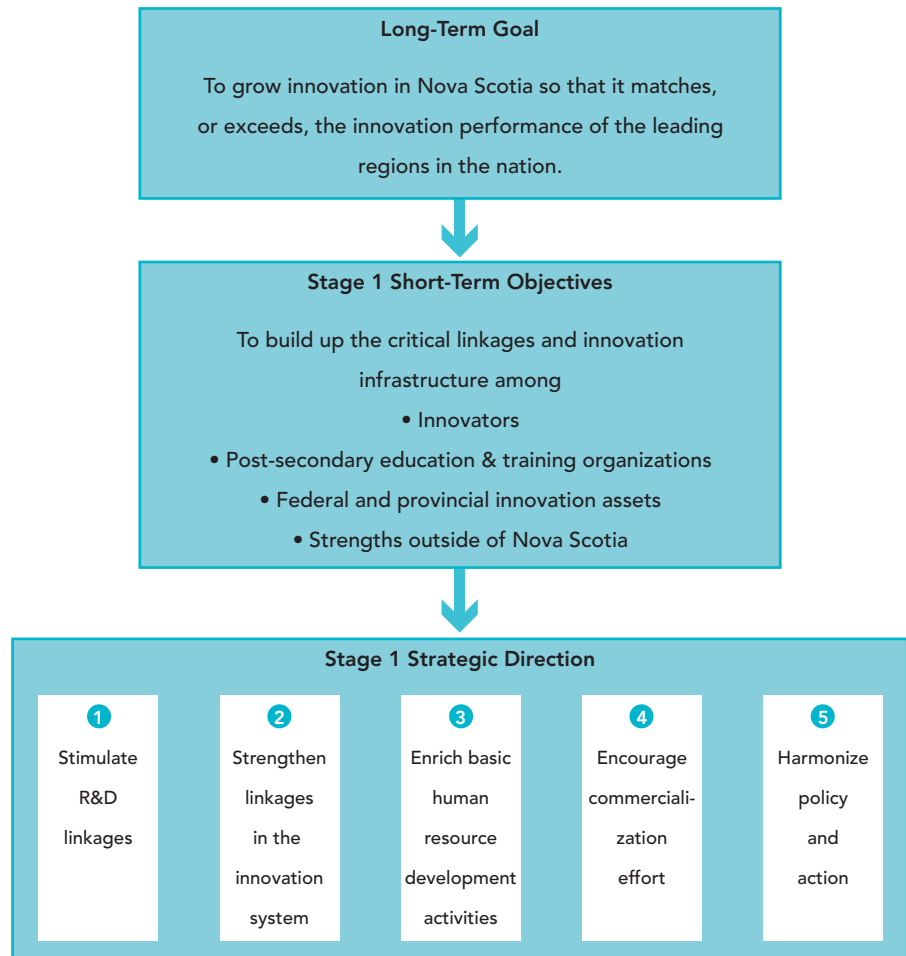 Long-Term Goal
To grow innovation in Nova Scotia so that it matches,
or exceeds, the innovation performance of the leading
regions in the nation.
Stage 1 Short-Term Objectives
To build up the critical linkages and innovation
infrastructure among
• Innovators
• Post-secondary education & training organizations
• Federal and provincial innovation assets
• Strengths outside of Nova Scotia
Stage 1 Strategic Direction
1
Stimulate
R&D
linkages
2
Strengthen
linkages
in the
innovation
system
3
Enrich basic
human
resource
development
activities
4
Encourage
commerciali-
zation
effort
5
Harmonize
policy
and
action